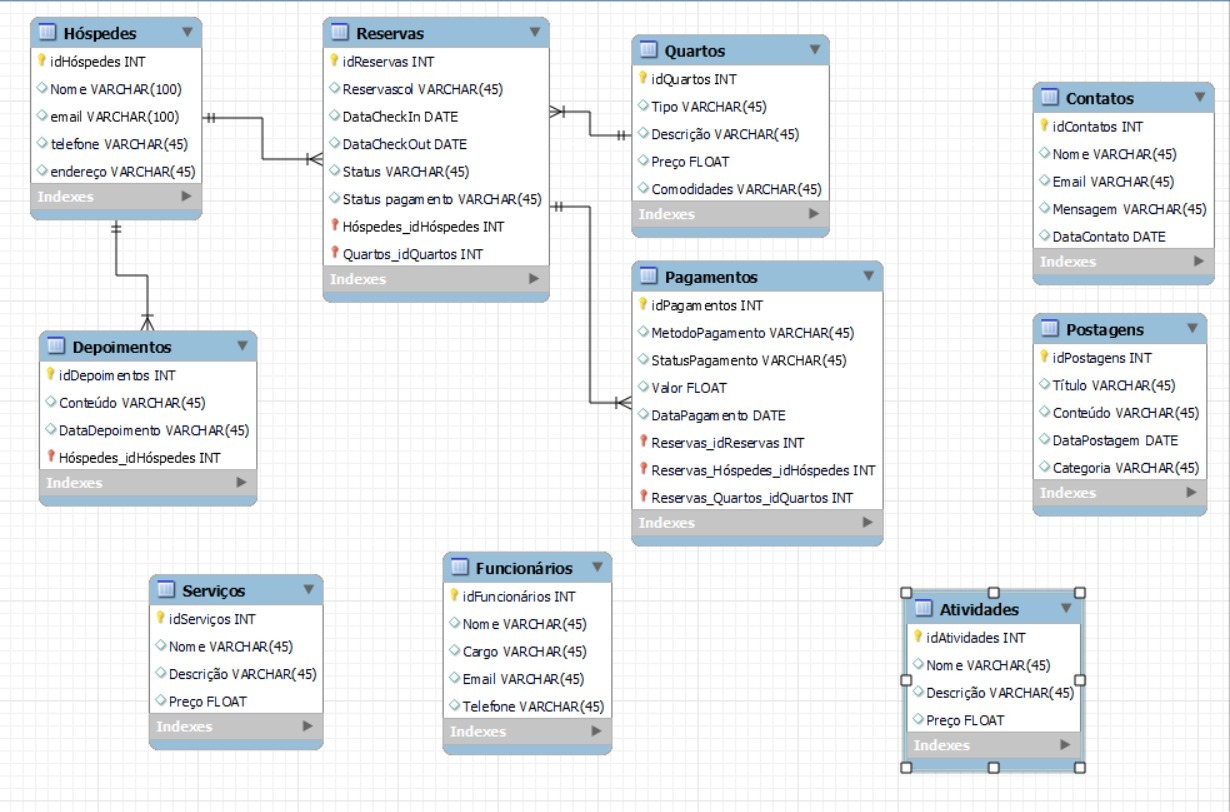 Hóspedes
idHóspedes INT
Nome VARCHAR(100)
email VARCHAR(100)
telefone VARCHAR(45)
endereço VARCHAR(45)
Indexes
Reservas
idReservas INT
Reservascol VARCHAR(45)
DataCheckIn DATE
DataCheckOut DATE
Status VARCHAR(45)
Status pagamento VARCHAR(45)
Hóspedes_idHóspedes INT
Quartos_idQuartos INT
Indexes
Quartos
idQuartos INT
Tipo VARCHAR(45)
Descrição VARCHAR(45)
Preço FLOAT
Comodidades VARCHAR(45)
Indexes
Contatos
idContatos INT
Nome VARCHAR(45)
Email VARCHAR(45)
Mensagem VARCHAR(45)
DataContato DATE
Indexes
Depoimentos
idDepoimentos INT
Conteúdo VARCHAR(45)
DataDepoimento VARCHAR(45)
Hóspedes_idHóspedes INT
Indexes
Pagamentos
idPagamentos INT
MetodoPagamento VARCHAR(45)
StatusPagamento VARCHAR(45)
Valor FLOAT
DataPagamento DATE
Reservas_idReservas INT
Reservas_Hóspedes_idHóspedes INT
Reservas_Quartos_idQuartos INT
Indexes
Postagens
idPostagens INT
Título VARCHAR(45)
Conteúdo VARCHAR(45)
DataPostagem DATE
Categoria VARCHAR(45)
Indexes
Serviços
idServiços INT
Nome VARCHAR(45)
Descrição VARCHAR(45)
Preço FLOAT
Indexes
Funcionários
idFuncionários INT
Nome VARCHAR(45)
Cargo VARCHAR(45)
Email VARCHAR(45)
Telefone VARCHAR(45)
Indexes
Atividades
idAtividades INT
Nome VARCHAR(45)
Descrição VARCHAR(45)
Preço FLOAT
Indexes